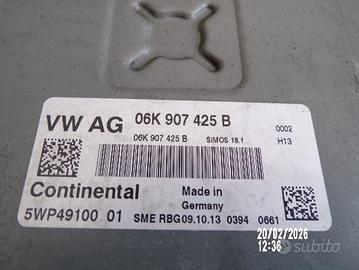 VW AG 06K 907 425 B
06K 907 425 B SIMOS 18.1 0002
H13
Continental Made in
Germany
5WP49100 01 SME RBG09.10.13 0394 0661
20/02/2026
12:36
subito